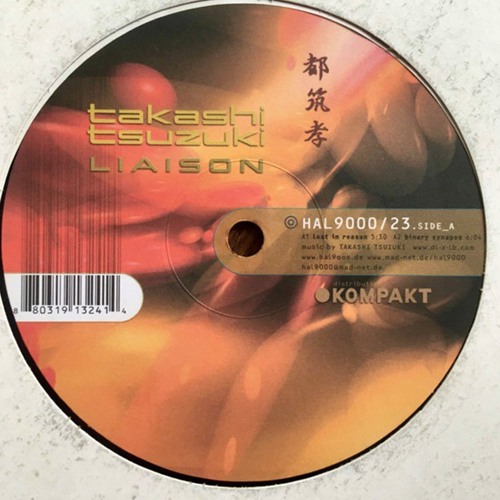 takashi
tsuzuki
LIAISON
都筑孝
HAL9000/23.SIDE_A
A1 lost in reason 5:30 A2 binary synapse 6:04
music by TAKASHI TSUZUKI www.di-x-ib.com
www.hal9ooo.de www.mad-net.de/hal9000
hal9000@mad-net.de
distribution
KOMPAKT
8 80319 13241 4